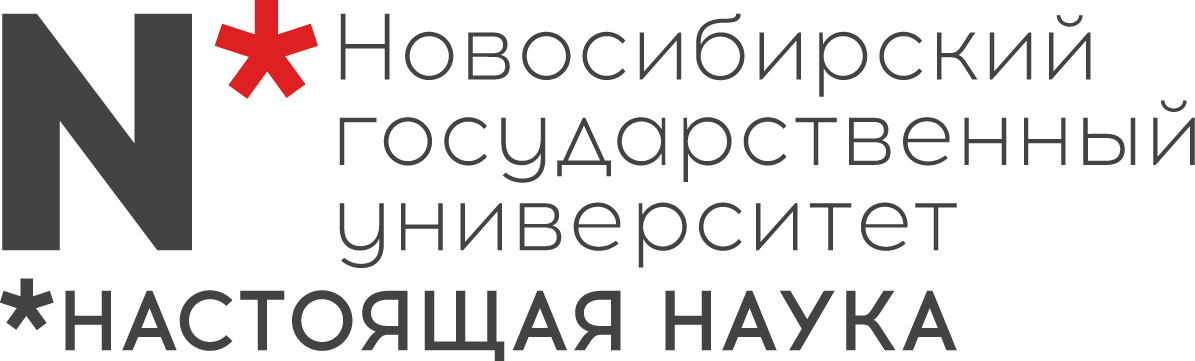 N* Новосибирский
государственный
университет
*НАСТОЯЩАЯ НАУКА